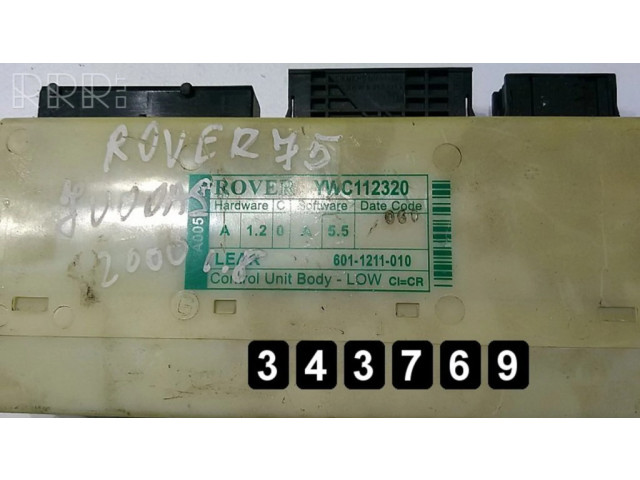 RRR.LT
ROVER 75
2000
A005
ROVER YWC112320
Hardware C Software Date Code
A 1.2 0 A 5.5
LEAR 601-1211-010
Control Unit Body - LOW CI=CR
343769